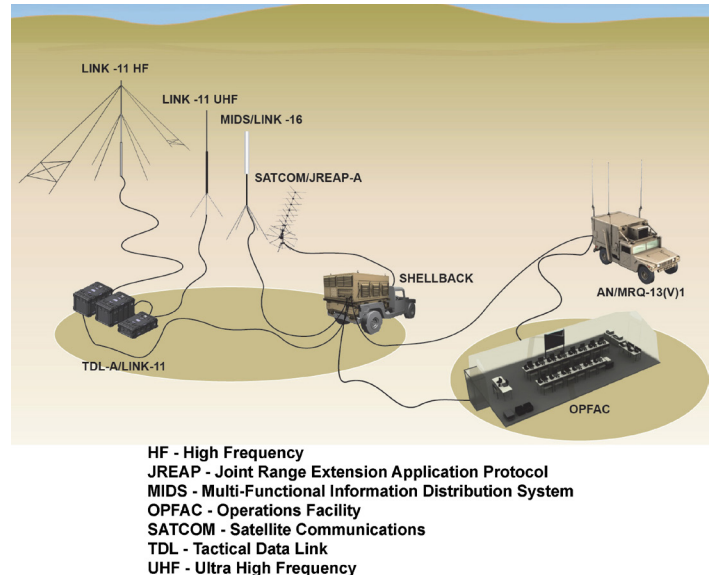 LINK -11 HF
LINK -11 UHF
MIDS/LINK -16
SATCOM/JREAP-A
SHELLBACK
AN/MRQ-13(V)1
TDL-A/LINK-11
OPFAC
HF - High Frequency
JREAP - Joint Range Extension Application Protocol
MIDS - Multi-Functional Information Distribution System
OPFAC - Operations Facility
SATCOM - Satellite Communications
TDL - Tactical Data Link
UHF - Ultra High Frequency